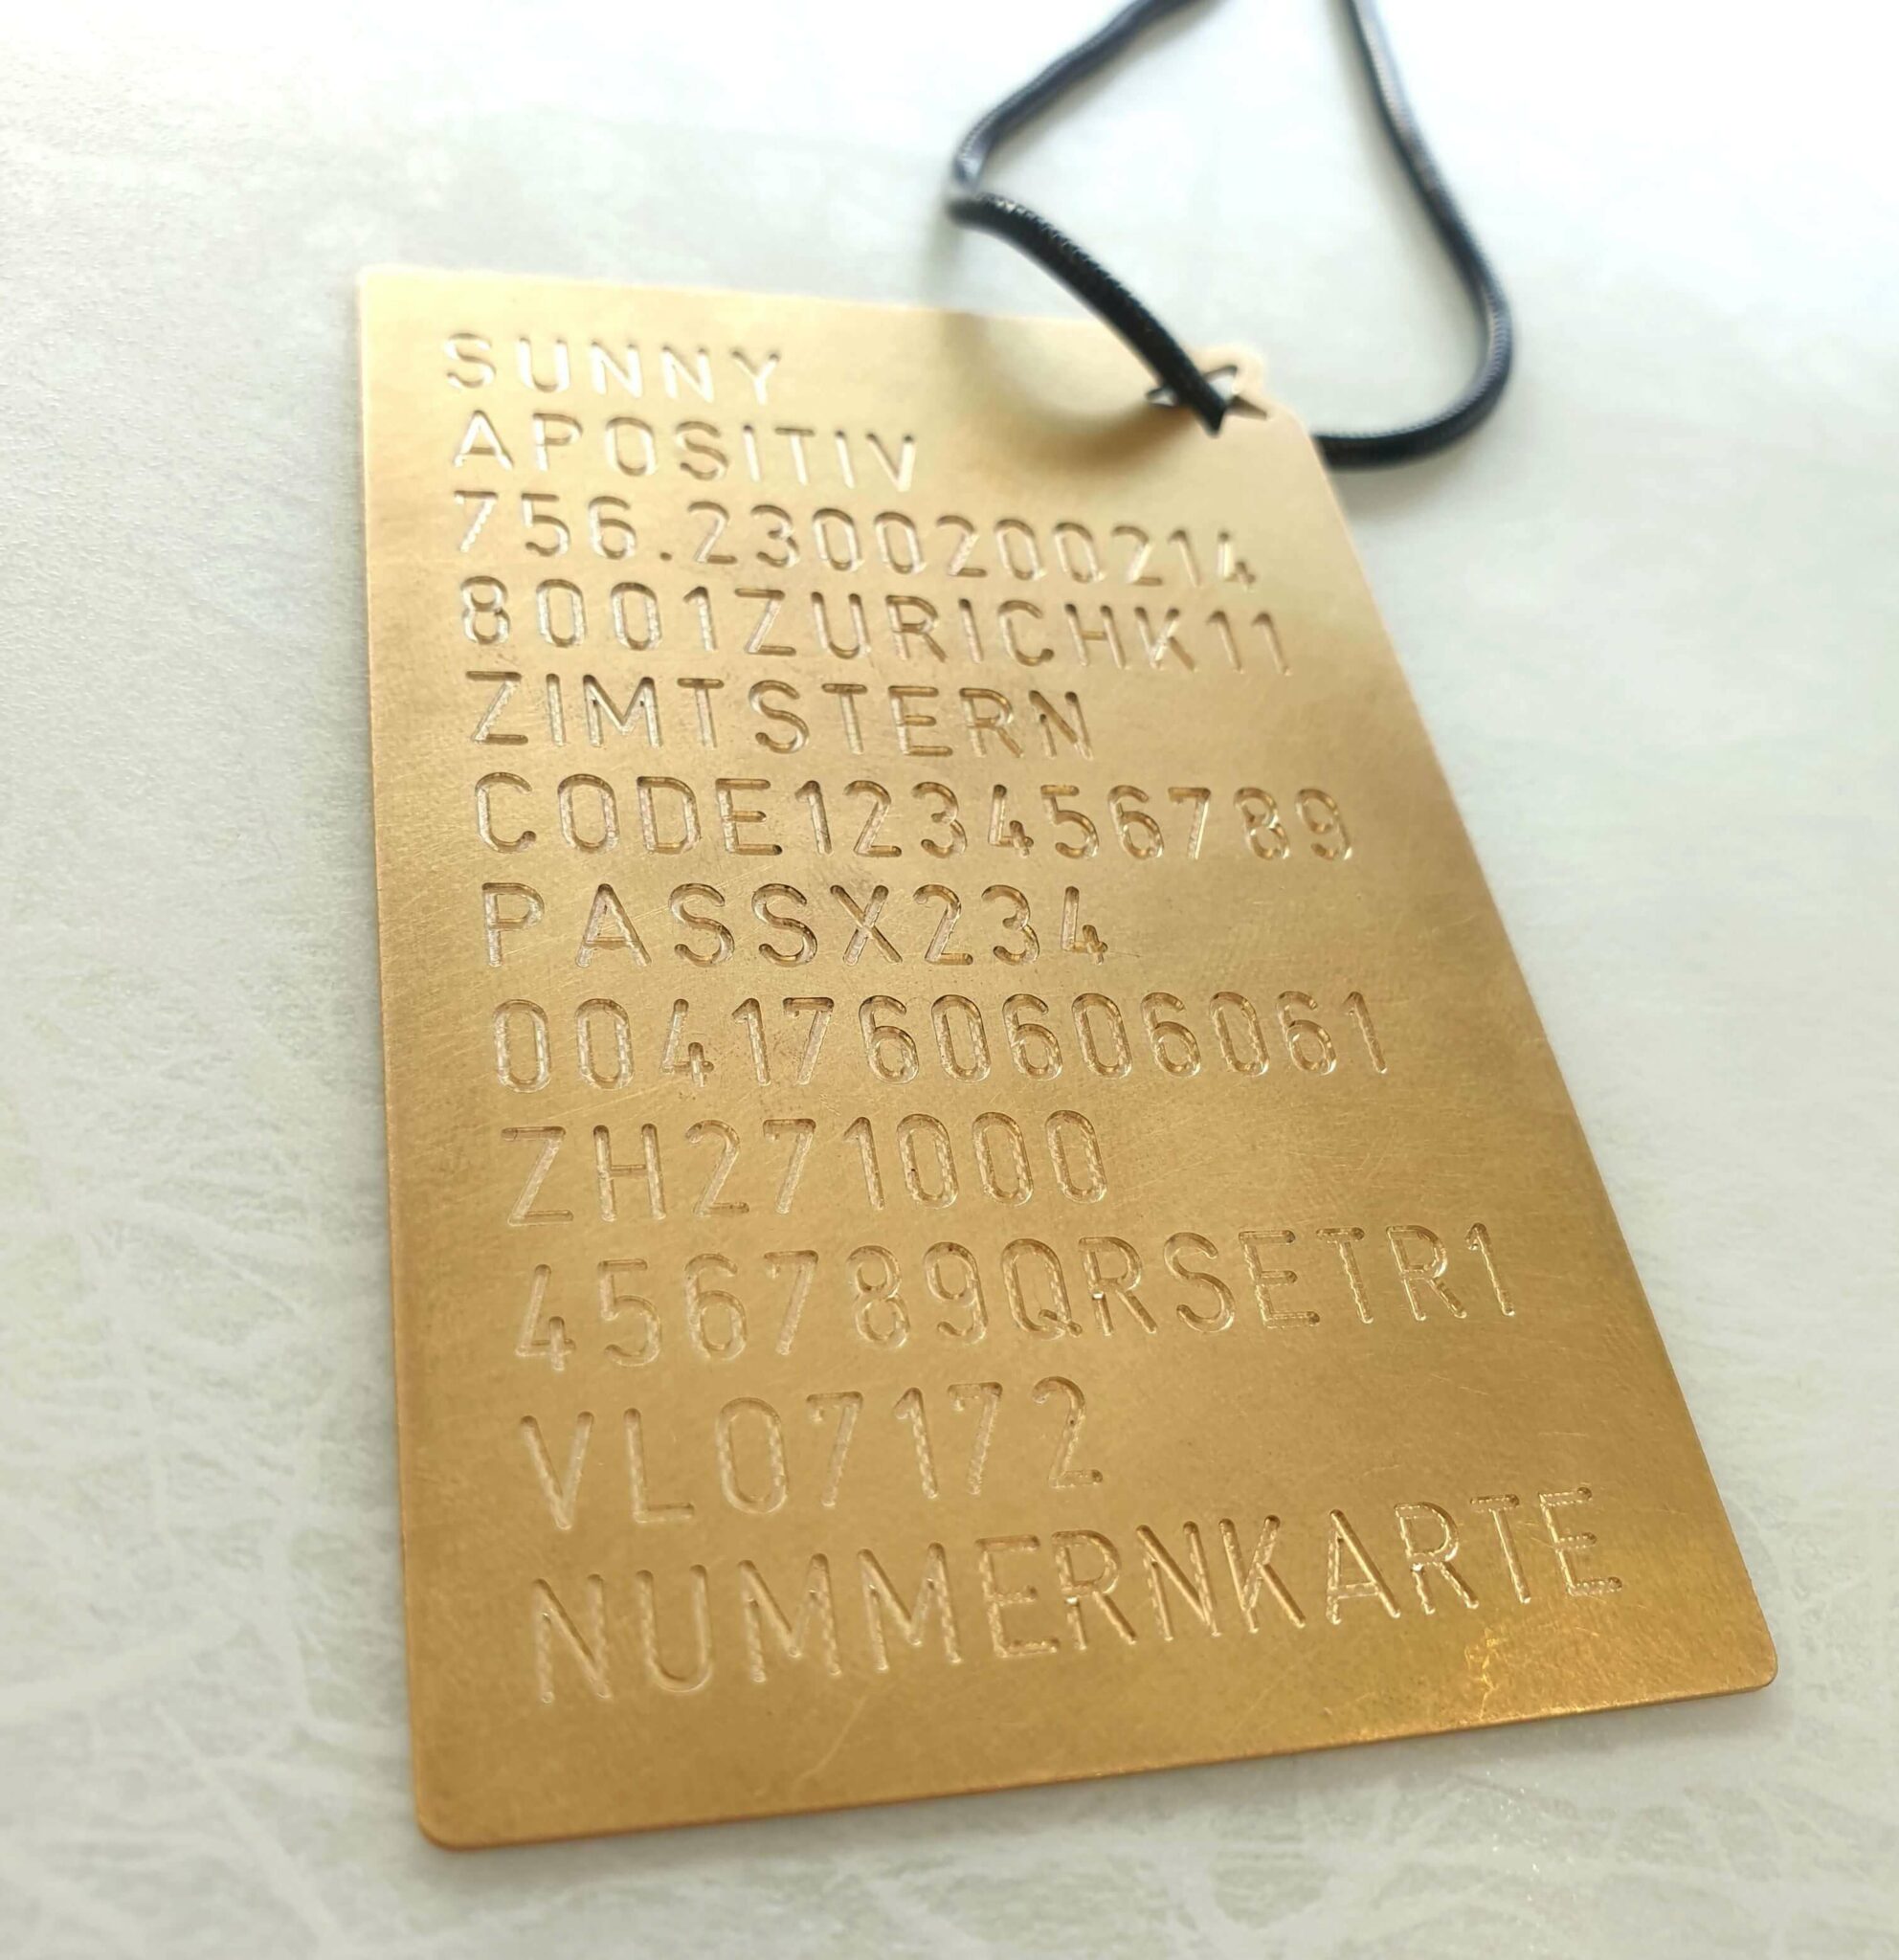 SUNNY
APOSITIV
756.2300200214
8001ZURICHK11
ZIMTSTERN
CODE123456789
PASSX234
0041760606061
ZH271000
456789QRSETR1
VL07172
NUMMERNKARTE